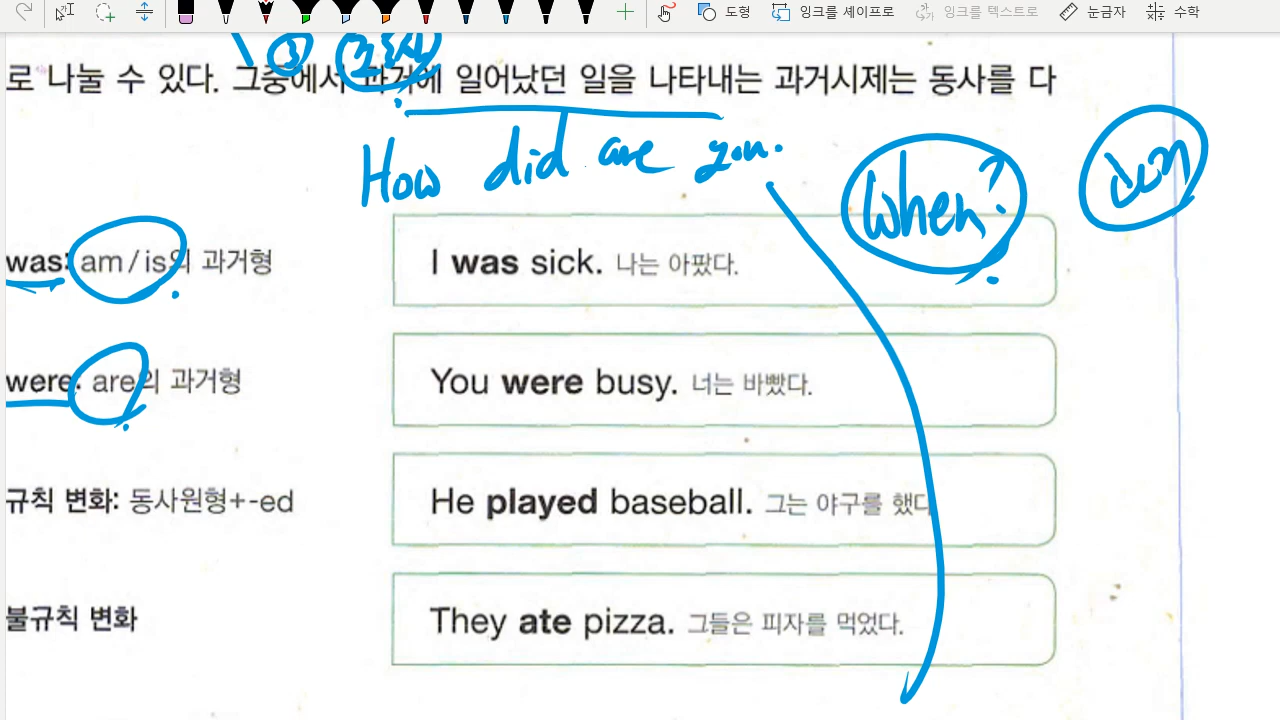 도형 잉크를 셰이프로 잉크를 텍스트로 눈금자 수학
로 나눌 수 있다. 그중에서 과거에 일어났던 일을 나타내는 과거시제는 동사를 다
How did are you.
When?
was: am/is의 과거형
I was sick. 나는 아팠다.
were: are의 과거형
You were busy. 너는 바빴다.
규칙 변화: 동사원형+-ed
He played baseball. 그는 야구를 했다
불규칙 변화
They ate pizza. 그들은 피자를 먹었다.